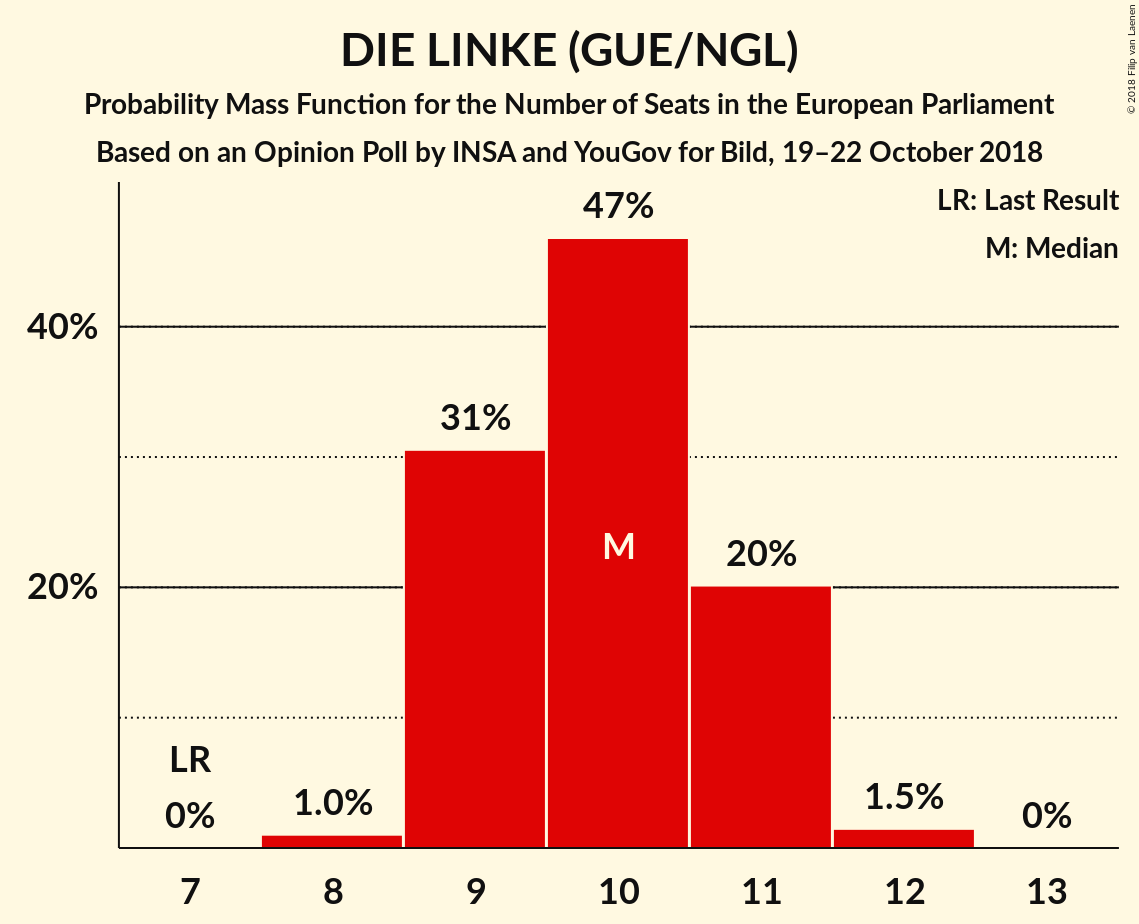 DIE LINKE (GUE/NGL)
Probability Mass Function for the Number of Seats in the European Parliament
Based on an Opinion Poll by INSA and YouGov for Bild, 19–22 October 2018
© 2018 Filip van Laenen
LR: Last Result
M: Median
47%
40%
31%
M
20%
20%
LR
0%
1.0%
1.5%
0%
7 8 9 10 11 12 13